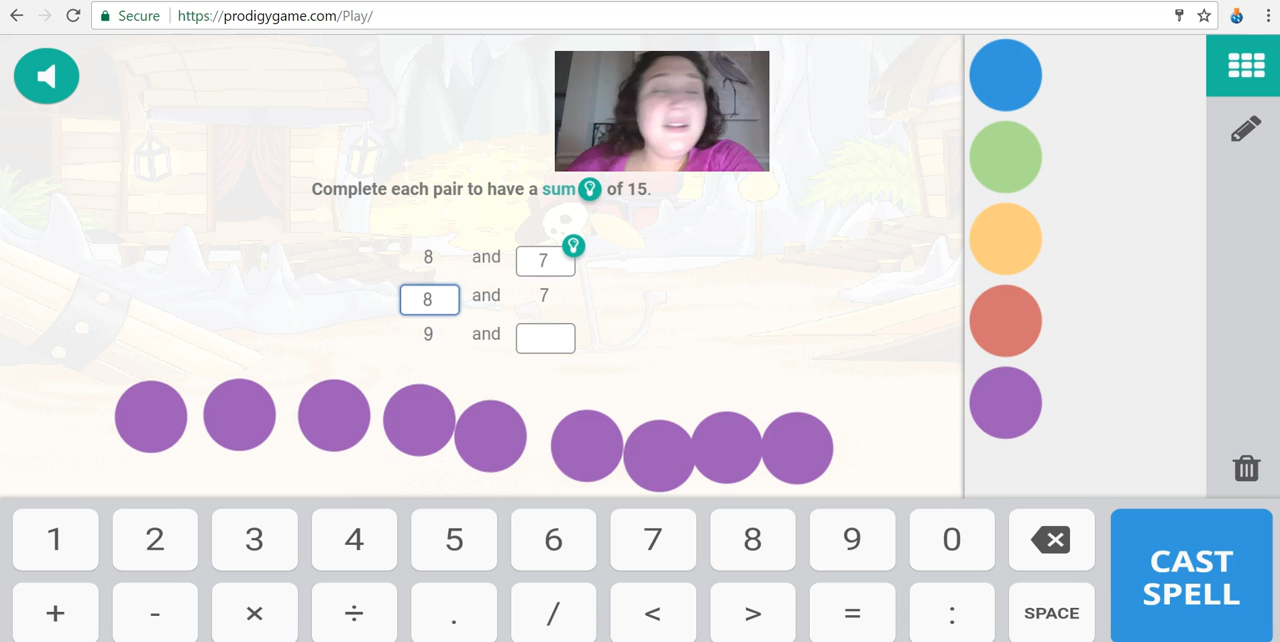 Secure https://prodigygame.com/Play/
Complete each pair to have a sum of 15.
8 and 7
8 and 7
9 and
1 2 3 4 5 6 7 8 9 0
+ - × ÷ . / < > = : SPACE
CAST
SPELL